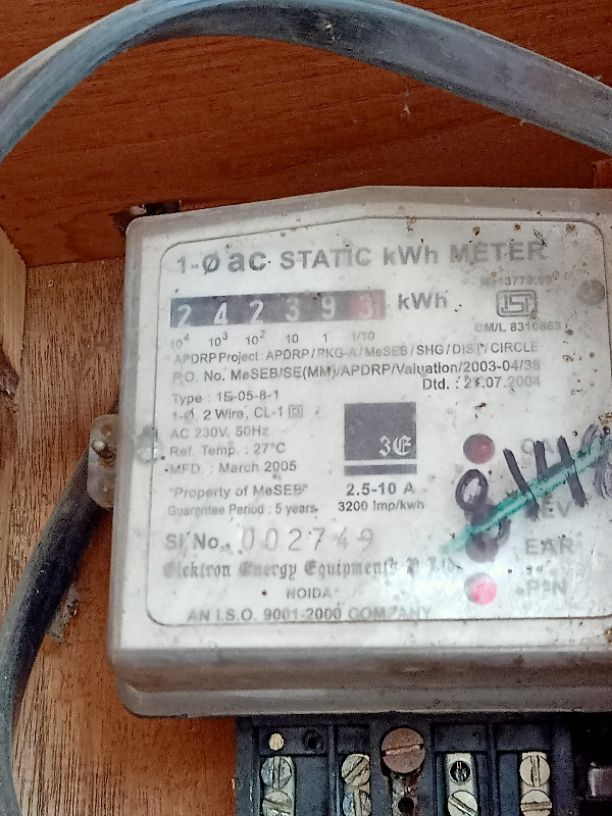 1-Ø ac STATIC kWh METER
2 4 2 3 9 3 kWh
ISI
10⁴ 10³ 10² 10 1 1/10
CM/L 8310863
APDRP Project : APDRP/PKG-A/MeSEB/SHG/DIST/CIRCLE
P.O. No. MeSEB/SE(MM)/APDRP/Valuation/2003-04/38
Dtd. : 21.07.2004
Type : 1E-05-8-1
1-Ø, 2 Wire, CL-1
AC 230V, 50Hz
Ref. Temp. : 27°C
MFD. : March 2005
3E
"Property of MeSEB"
Guarantee Period : 5 years
2.5-10 A
3200 Imp/kwh
EAR
Sl No. 002749
Elektron Energy Equipments P Ltd.
NOIDA
AN I.S.O. 9001-2000 COMPANY